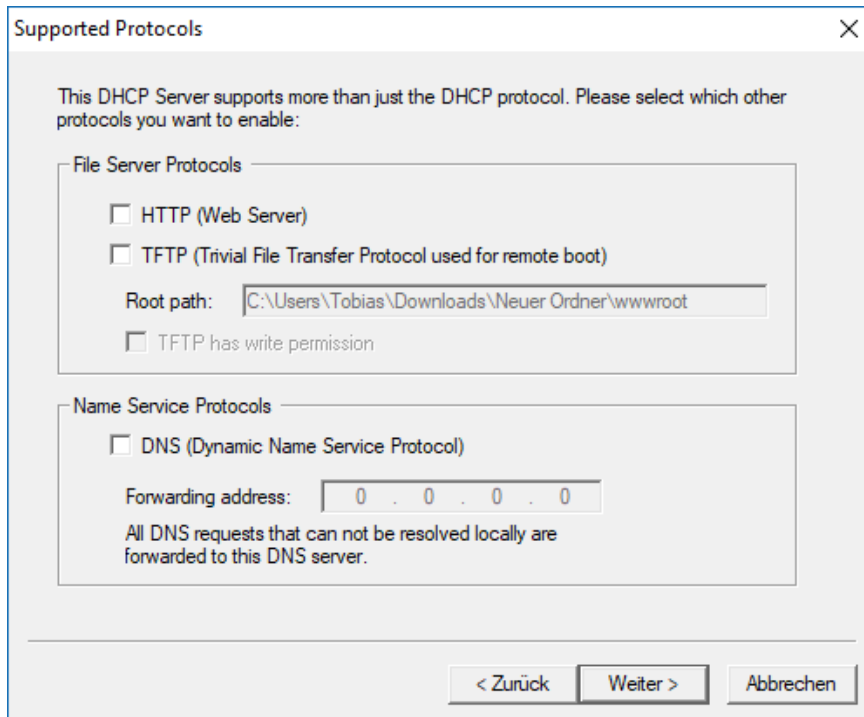 Supported Protocols
This DHCP Server supports more than just the DHCP protocol. Please select which other
protocols you want to enable:
File Server Protocols
HTTP (Web Server)
TFTP (Trivial File Transfer Protocol used for remote boot)
Root path: C:\Users\Tobias\Downloads\Neuer Ordner\wwwroot
TFTP has write permission
Name Service Protocols
DNS (Dynamic Name Service Protocol)
Forwarding address: 0 . 0 . 0 . 0
All DNS requests that can not be resolved locally are
forwarded to this DNS server.
< Zurück Weiter > Abbrechen